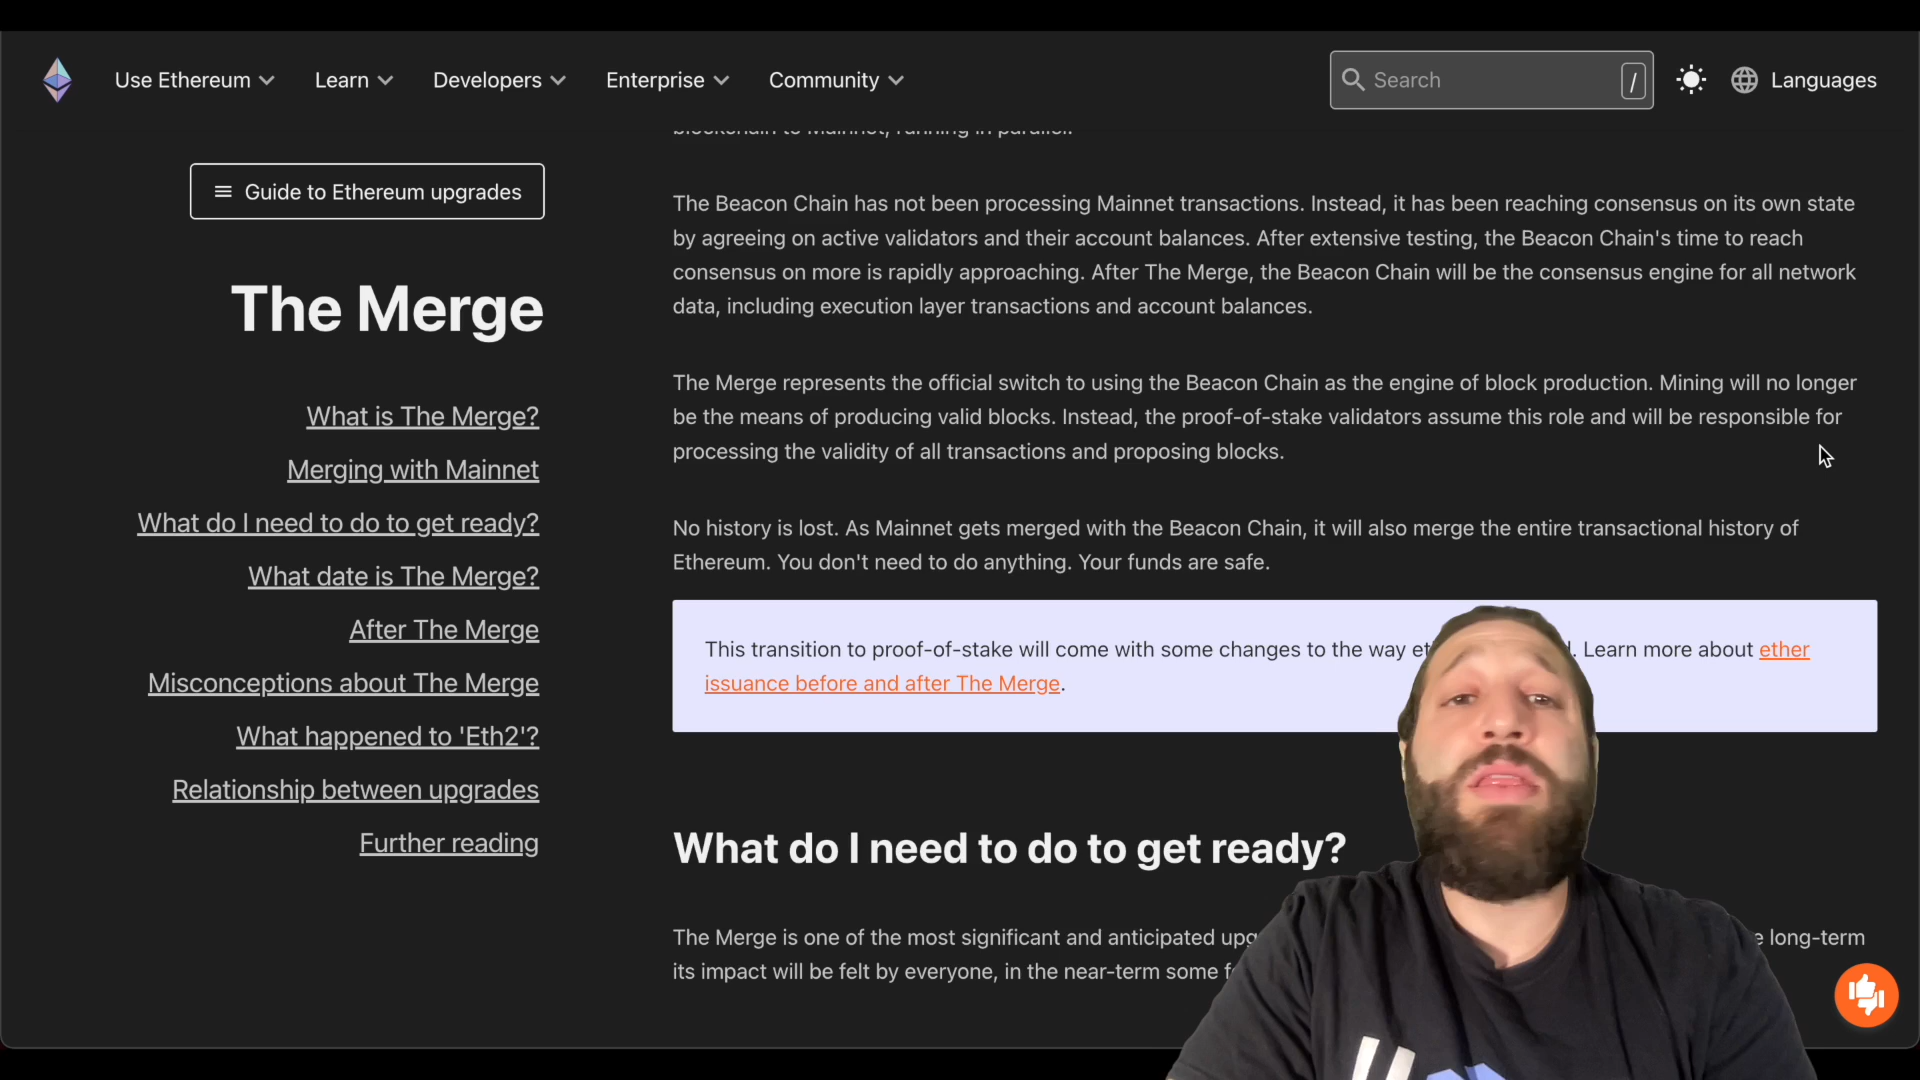 Use Ethereum Learn Developers Enterprise Community Search / Languages
blockchain to Mainnet, running in parallel.
Guide to Ethereum upgrades
The Merge
What is The Merge?
Merging with Mainnet
What do I need to do to get ready?
What date is The Merge?
After The Merge
Misconceptions about The Merge
What happened to 'Eth2'?
Relationship between upgrades
Further reading
The Beacon Chain has not been processing Mainnet transactions. Instead, it has been reaching consensus on its own state
by agreeing on active validators and their account balances. After extensive testing, the Beacon Chain's time to reach
consensus on more is rapidly approaching. After The Merge, the Beacon Chain will be the consensus engine for all network
data, including execution layer transactions and account balances.
The Merge represents the official switch to using the Beacon Chain as the engine of block production. Mining will no longer
be the means of producing valid blocks. Instead, the proof-of-stake validators assume this role and will be responsible for
processing the validity of all transactions and proposing blocks.
No history is lost. As Mainnet gets merged with the Beacon Chain, it will also merge the entire transactional history of
Ethereum. You don't need to do anything. Your funds are safe.
This transition to proof-of-stake will come with some changes to the way Learn more about ether
issuance before and after The Merge.
What do I need to do to get ready?
The Merge is one of the most significant and anticipated long-term
its impact will be felt by everyone, in the near-term some